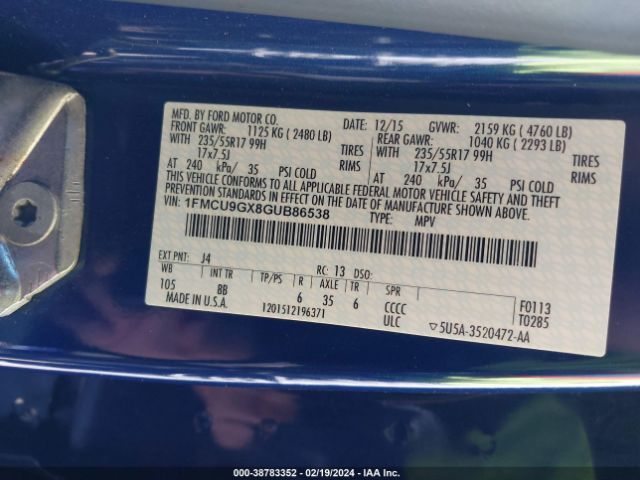 MFD. BY FORD MOTOR CO.
DATE: 12/15 GVWR: 2159 KG ( 4760 LB)
FRONT GAWR: 1125 KG ( 2480 LB)
REAR GAWR: 1040 KG ( 2293 LB)
WITH 235/55R17 99H TIRES
WITH 235/55R17 99H TIRES
17x7.5J RIMS
17x7.5J RIMS
AT 240 kPa/ 35 PSI COLD
AT 240 kPa/ 35 PSI COLD
THIS VEHICLE CONFORMS TO ALL APPLICABLE FEDERAL MOTOR VEHICLE SAFETY AND THEFT
PREVENTION STANDARDS IN EFFECT ON THE DATE OF MANUFACTURE SHOWN ABOVE.
VIN: 1FMCU9GX8GUB86538
TYPE: MPV
EXT PNT: J4 RC: 13 DSO:
WB INT TR TP/PS R AXLE TR SPR
105 BB 6 35 6 CCCC
F0113
T0285
MADE IN U.S.A. 1201512196371 ULC ▽5U5A-3520472-AA
000-38783352 / 02/19/2024 - IAA Inc.